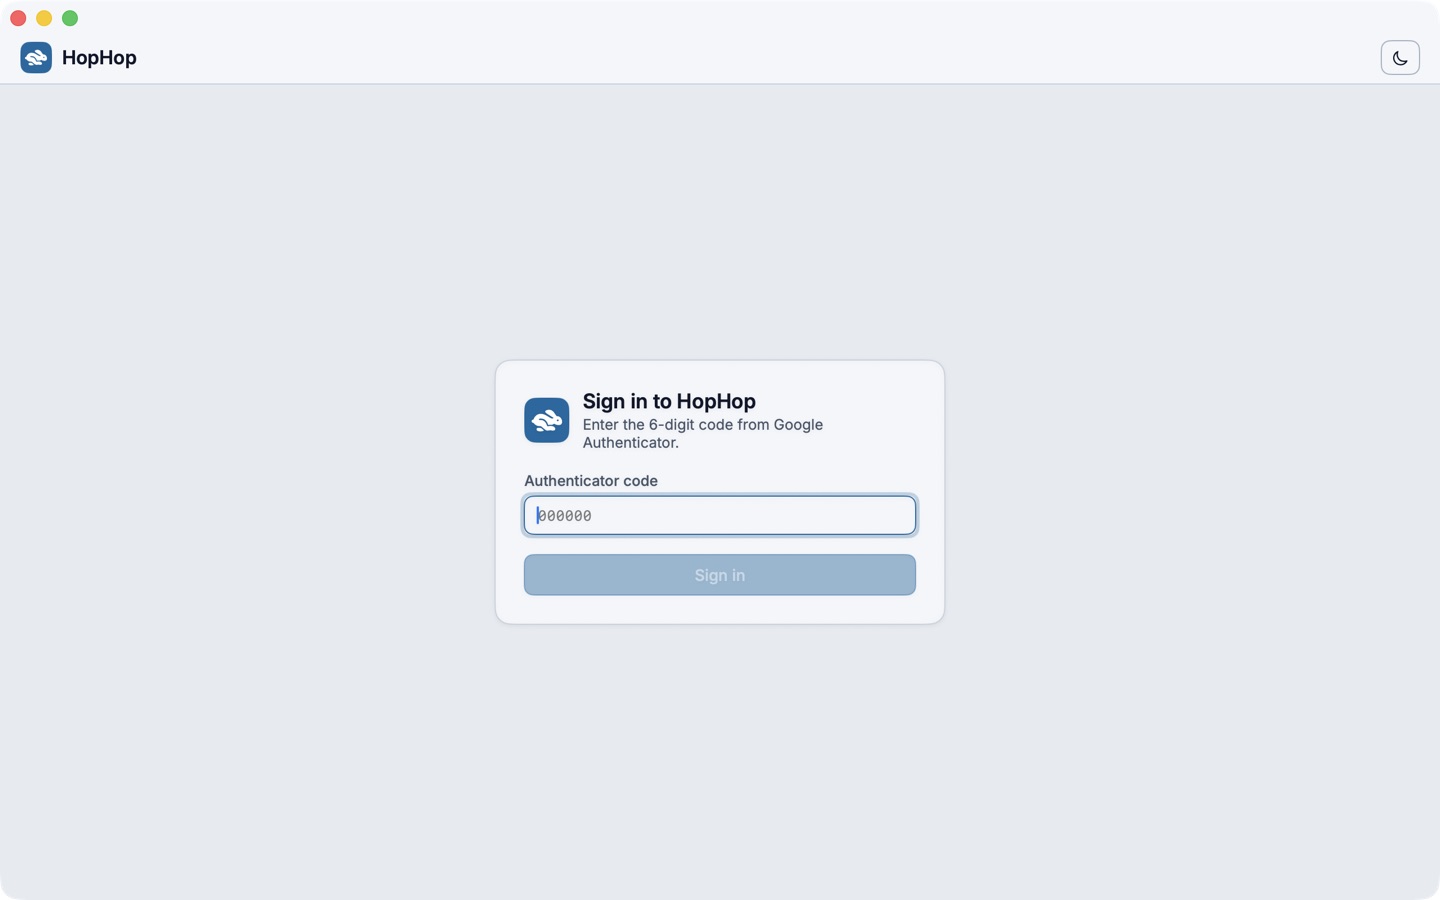 HopHop
Sign in to HopHop
Enter the 6-digit code from Google
Authenticator.
Authenticator code
000000
Sign in